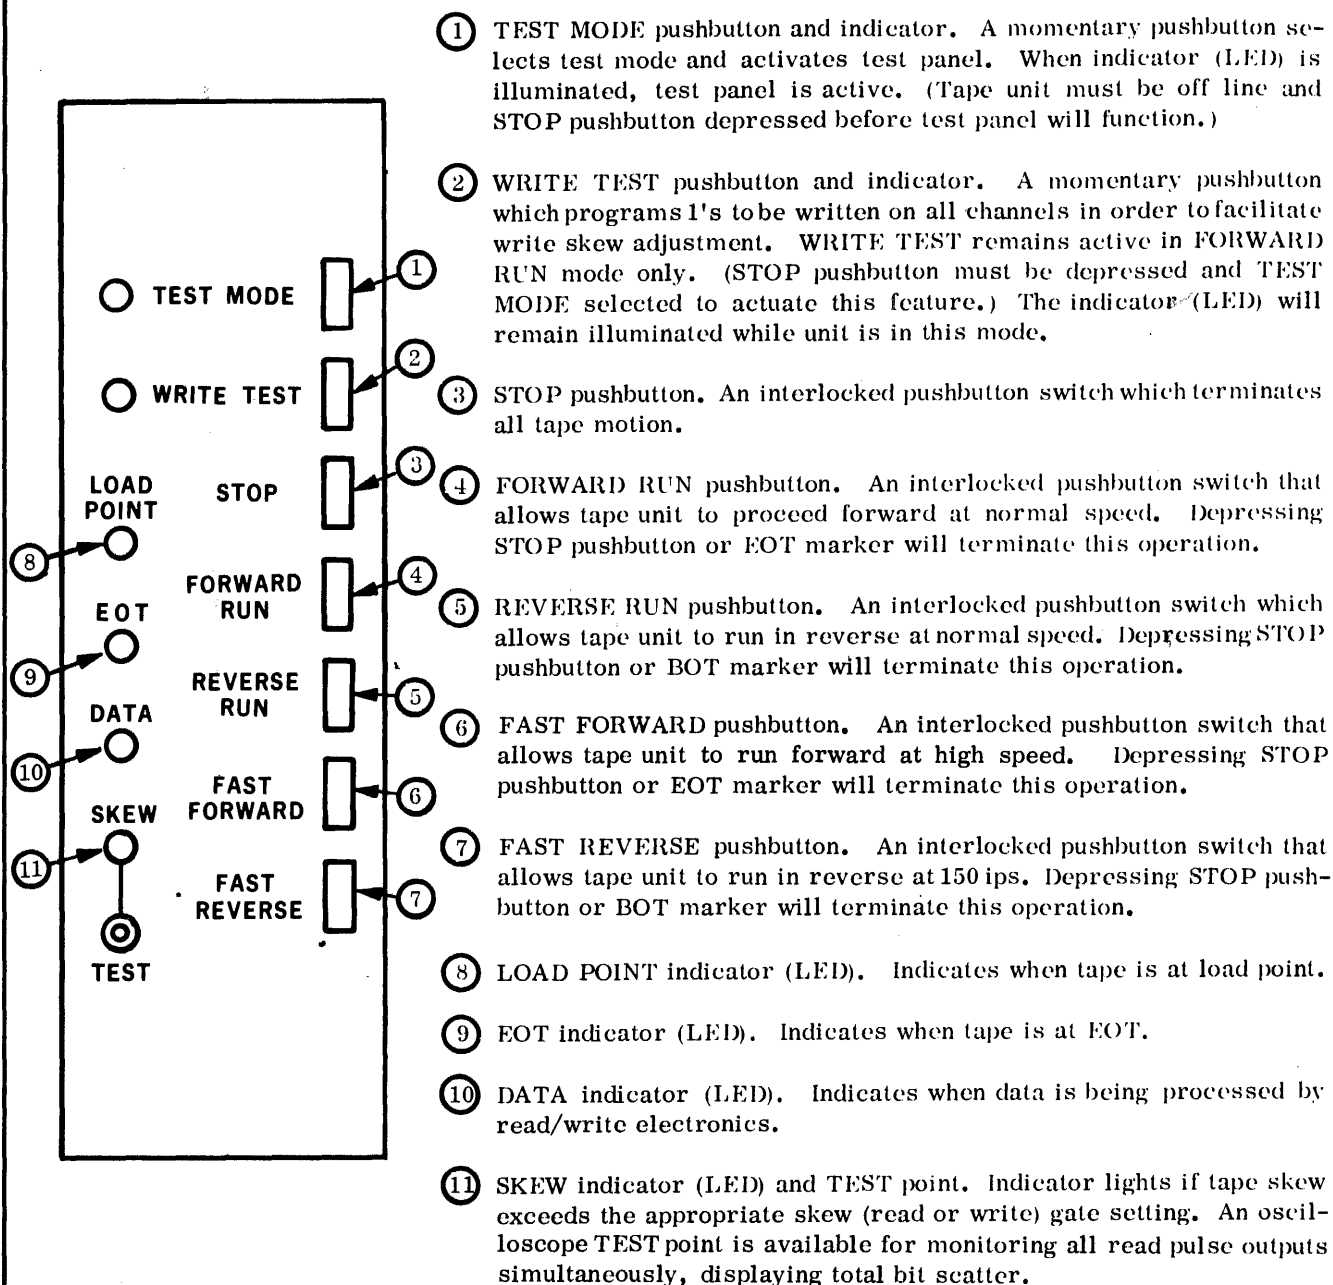 TEST MODE
WRITE TEST
LOAD
POINT
STOP
FORWARD
RUN
EOT
REVERSE
RUN
DATA
FAST
FORWARD
SKEW
FAST
REVERSE
TEST
1
2
3
4
5
6
7
8
9
10
11
1 TEST MODE pushbutton and indicator. A momentary pushbutton se-
lects test mode and activates test panel. When indicator (LED) is
illuminated, test panel is active. (Tape unit must be off line and
STOP pushbutton depressed before test panel will function.)
2 WRITE TEST pushbutton and indicator. A momentary pushbutton
which programs 1's to be written on all channels in order to facilitate
write skew adjustment. WRITE TEST remains active in FORWARD
RUN mode only. (STOP pushbutton must be depressed and TEST
MODE selected to actuate this feature.) The indicator (LED) will
remain illuminated while unit is in this mode.
3 STOP pushbutton. An interlocked pushbutton switch which terminates
all tape motion.
4 FORWARD RUN pushbutton. An interlocked pushbutton switch that
allows tape unit to proceed forward at normal speed. Depressing
STOP pushbutton or EOT marker will terminate this operation.
5 REVERSE RUN pushbutton. An interlocked pushbutton switch which
allows tape unit to run in reverse at normal speed. Depressing STOP
pushbutton or BOT marker will terminate this operation.
6 FAST FORWARD pushbutton. An interlocked pushbutton switch that
allows tape unit to run forward at high speed. Depressing STOP
pushbutton or EOT marker will terminate this operation.
7 FAST REVERSE pushbutton. An interlocked pushbutton switch that
allows tape unit to run in reverse at 150 ips. Depressing STOP push-
button or BOT marker will terminate this operation.
8 LOAD POINT indicator (LED). Indicates when tape is at load point.
9 EOT indicator (LED). Indicates when tape is at EOT.
10 DATA indicator (LED). Indicates when data is being processed by
read/write electronics.
11 SKEW indicator (LED) and TEST point. Indicator lights if tape skew
exceeds the appropriate skew (read or write) gate setting. An oscil-
loscope TEST point is available for monitoring all read pulse outputs
simultaneously, displaying total bit scatter.